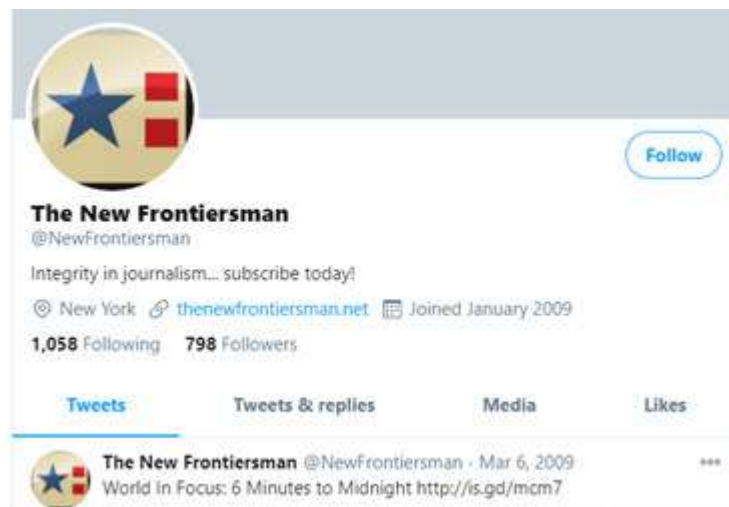 Follow
The New Frontiersman
@NewFrontiersman
Integrity in journalism... subscribe today!
New York thenewfrontiersman.net Joined January 2009
1,058 Following 798 Followers
Tweets Tweets & replies Media Likes
The New Frontiersman @NewFrontiersman · Mar 6, 2009
World In Focus: 6 Minutes to Midnight http://is.gd/mcm7